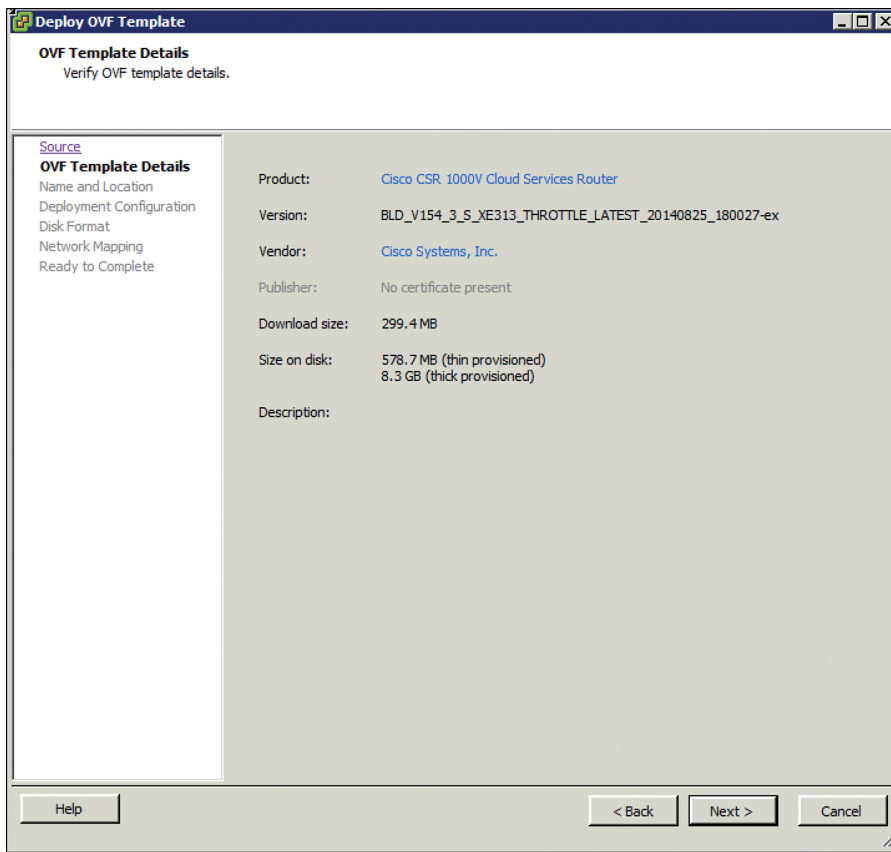 Deploy OVF Template
OVF Template Details
Verify OVF template details.
Source
OVF Template Details
Name and Location
Deployment Configuration
Disk Format
Network Mapping
Ready to Complete
Product: Cisco CSR 1000V Cloud Services Router
Version: BLD_V154_3_S_XE313_THROTTLE_LATEST_20140825_180027-ex
Vendor: Cisco Systems, Inc.
Publisher: No certificate present
Download size: 299.4 MB
Size on disk: 578.7 MB (thin provisioned)
8.3 GB (thick provisioned)
Description:
Help
< Back
Next >
Cancel